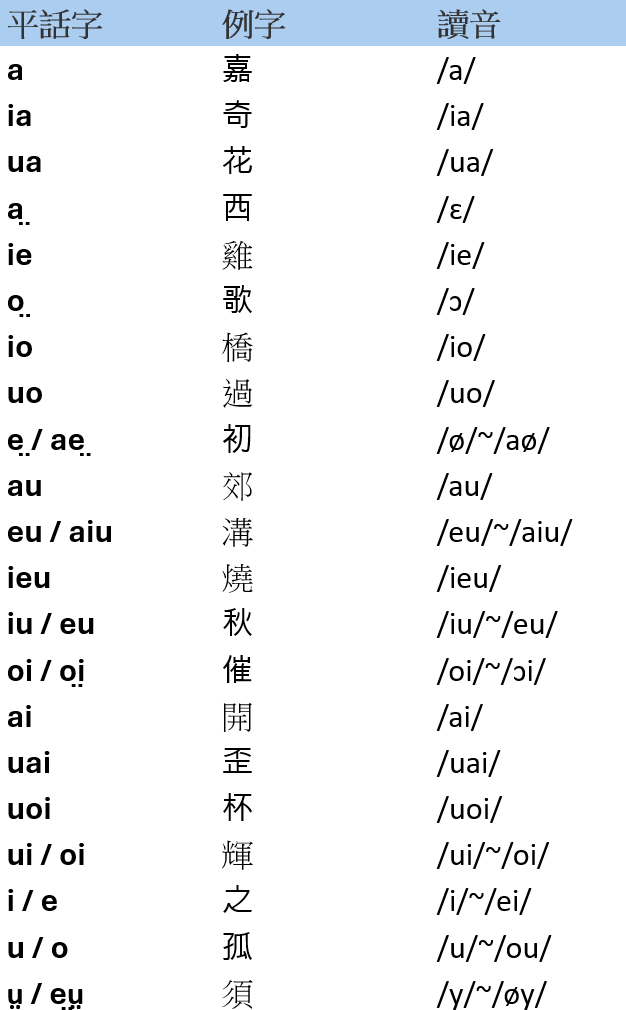 平話字 例字 讀音
a 嘉 /a/
ia 奇 /ia/
ua 花 /ua/
a̤ 西 /ɛ/
ie 雞 /ie/
o̤ 歌 /ɔ/
io 橋 /io/
uo 過 /uo/
e̤ / ae̤ 初 /ø/~/aø/
au 郊 /au/
eu / aiu 溝 /eu/~/aiu/
ieu 燒 /ieu/
iu / eu 秋 /iu/~/eu/
oi / o̤i̤ 催 /oi/~/ɔi/
ai 開 /ai/
uai 歪 /uai/
uoi 杯 /uoi/
ui / oi 輝 /ui/~/oi/
i / e 之 /i/~/ei/
u / o 孤 /u/~/ou/
ṳ / e̤ṳ 須 /y/~/øy/